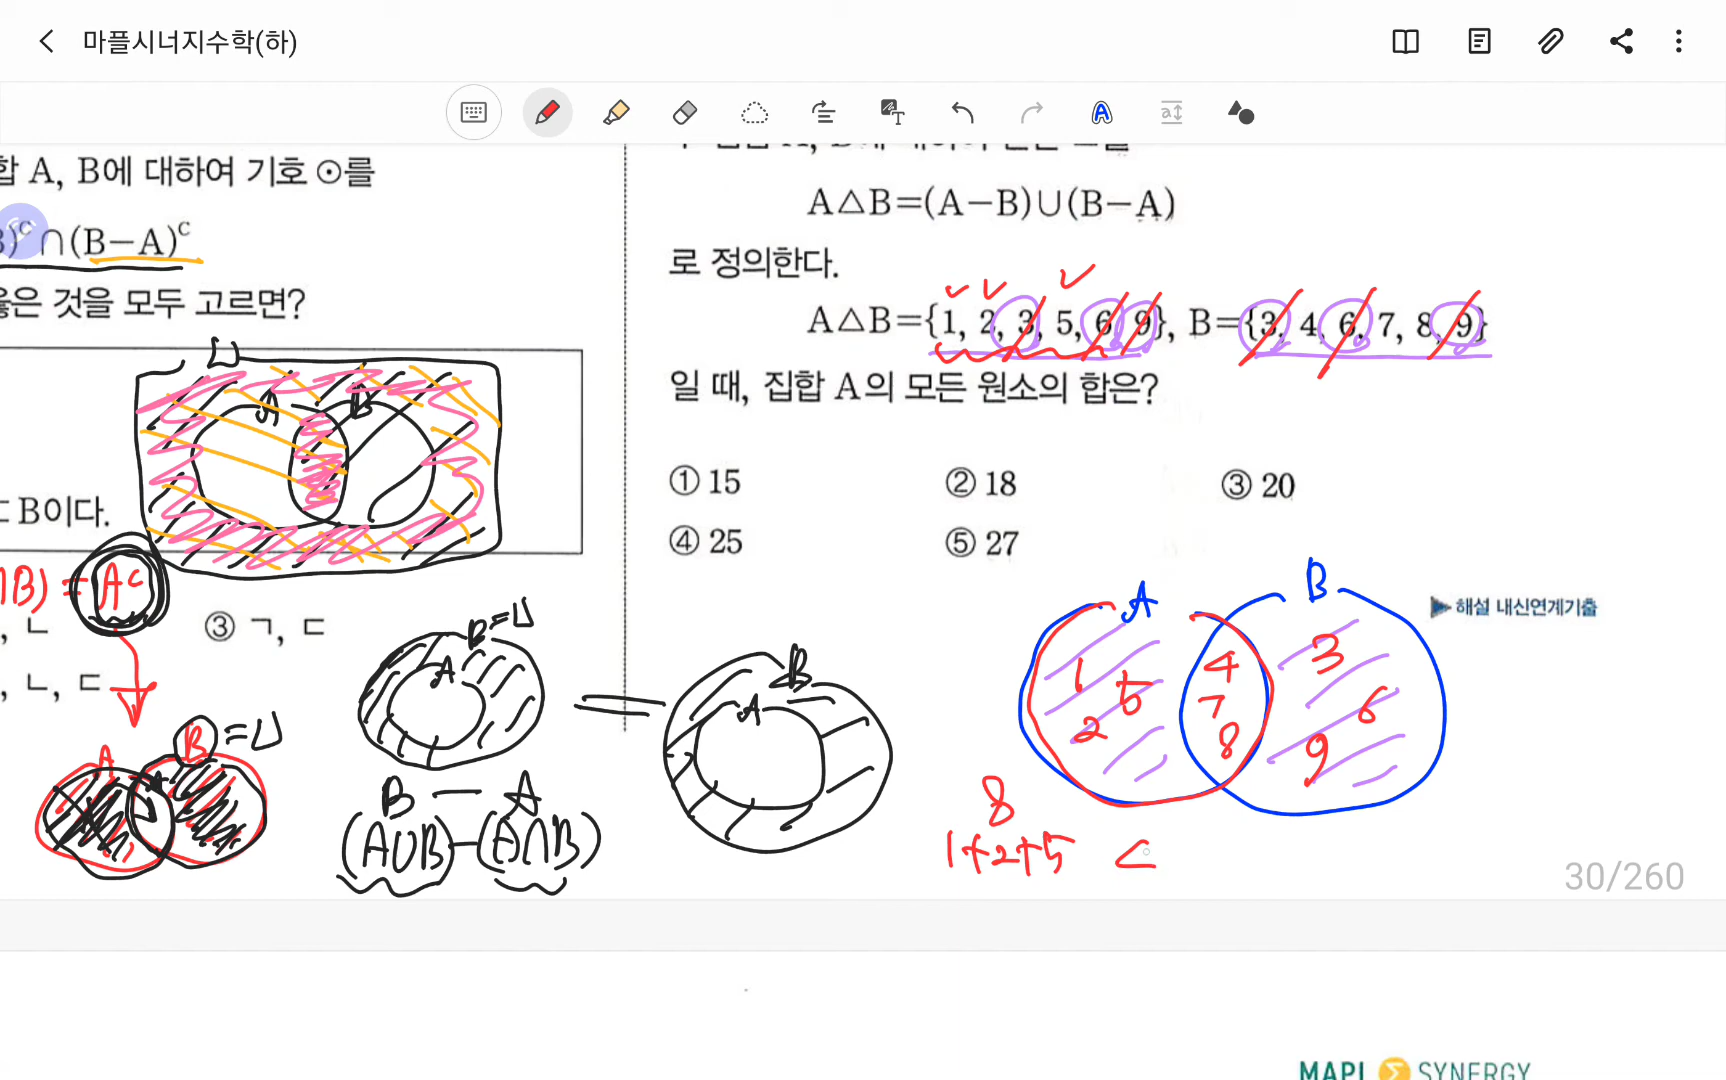 마플시너지수학(하)
합 A, B에 대하여 기호 ⊙를
)ᶜ∩(B−A)ᶜ
은 것을 모두 고르면?
U
A B
⊂ B이다.
∩B) = Aᶜ
, ㄴ
③ ㄱ, ㄷ
, ㄴ, ㄷ
A B = U
B = U
A
B − A
(A∪B)−(A∩B)
B
A
A△B=(A−B)∪(B−A)
로 정의한다.
A△B={1, 2, 3, 5, 6, 9}, B={3, 4, 6, 7, 8, 9}
일 때, 집합 A의 모든 원소의 합은?
① 15 ② 18 ③ 20
④ 25 ⑤ 27
해설 내신연계기출
A B
1 5 2
4 7 8
3 6 9
8
1+2+5
30/260
MAPL Σ SYNERGY